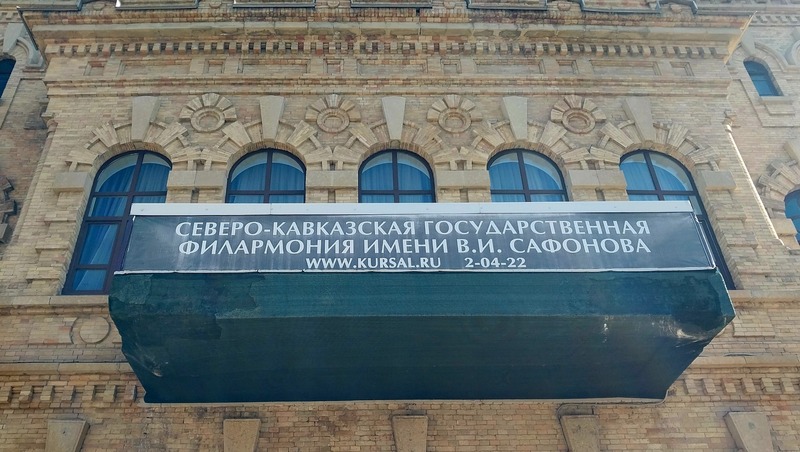 СЕВЕРО-КАВКАЗСКАЯ ГОСУДАРСТВЕННАЯ
ФИЛАРМОНИЯ ИМЕНИ В.И. САФОНОВА
WWW.KURSAL.RU 2-04-22